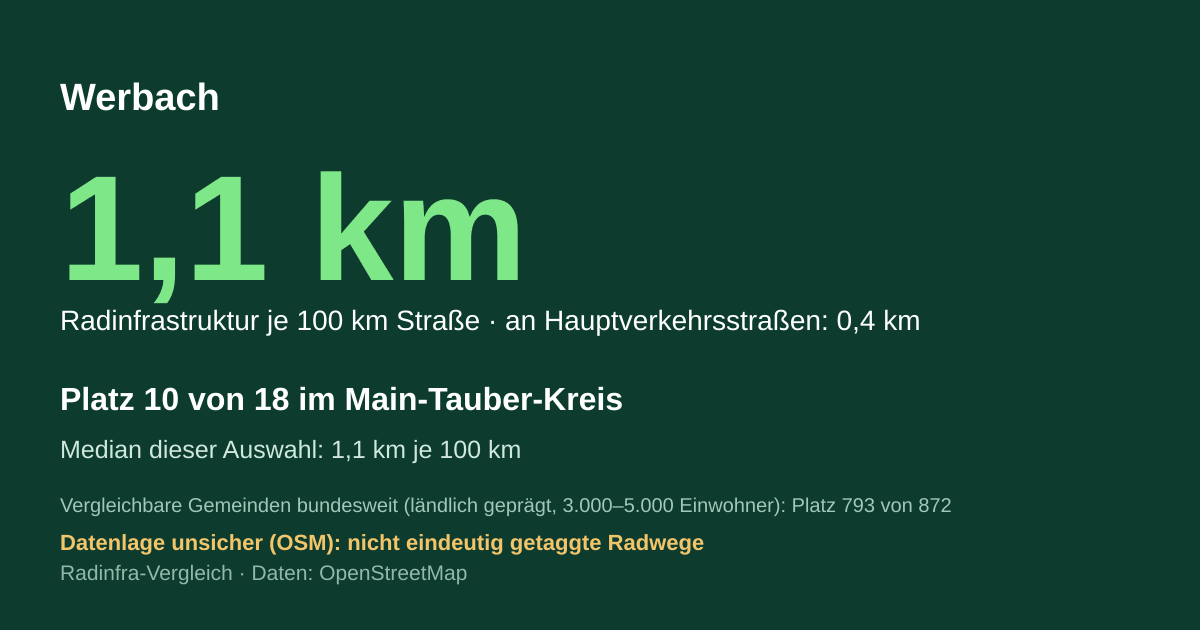 Werbach
1,1 km
Radinfrastruktur je 100 km Straße · an Hauptverkehrsstraßen: 0,4 km
Platz 10 von 18 im Main-Tauber-Kreis
Median dieser Auswahl: 1,1 km je 100 km
Vergleichbare Gemeinden bundesweit (ländlich geprägt, 3.000–5.000 Einwohner): Platz 793 von 872
Datenlage unsicher (OSM): nicht eindeutig getaggte Radwege
Radinfra-Vergleich · Daten: OpenStreetMap